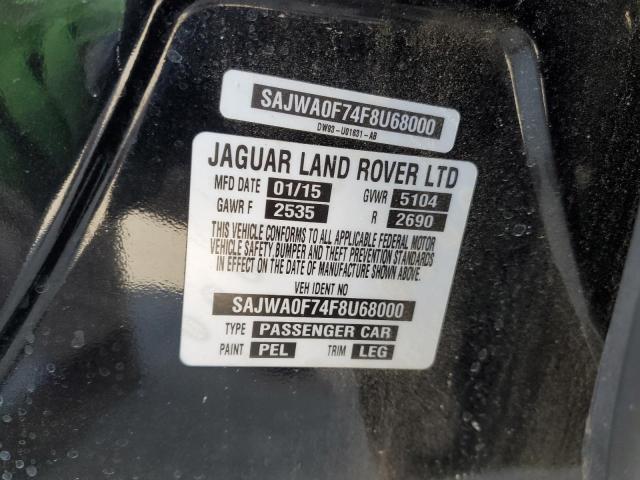 SAJWA0F74F8U68000
DW93-U01831-AB
JAGUAR LAND ROVER LTD
MFD DATE 01/15 GVWR 5104
GAWR F 2535 R 2690
THIS VEHICLE CONFORMS TO ALL APPLICABLE FEDERAL MOTOR
VEHICLE SAFETY, BUMPER AND THEFT PREVENTION STANDARDS
IN EFFECT ON THE DATE OF MANUFACTURE SHOWN ABOVE.
VEH IDENT NO
SAJWA0F74F8U68000
TYPE PASSENGER CAR
PAINT PEL TRIM LEG